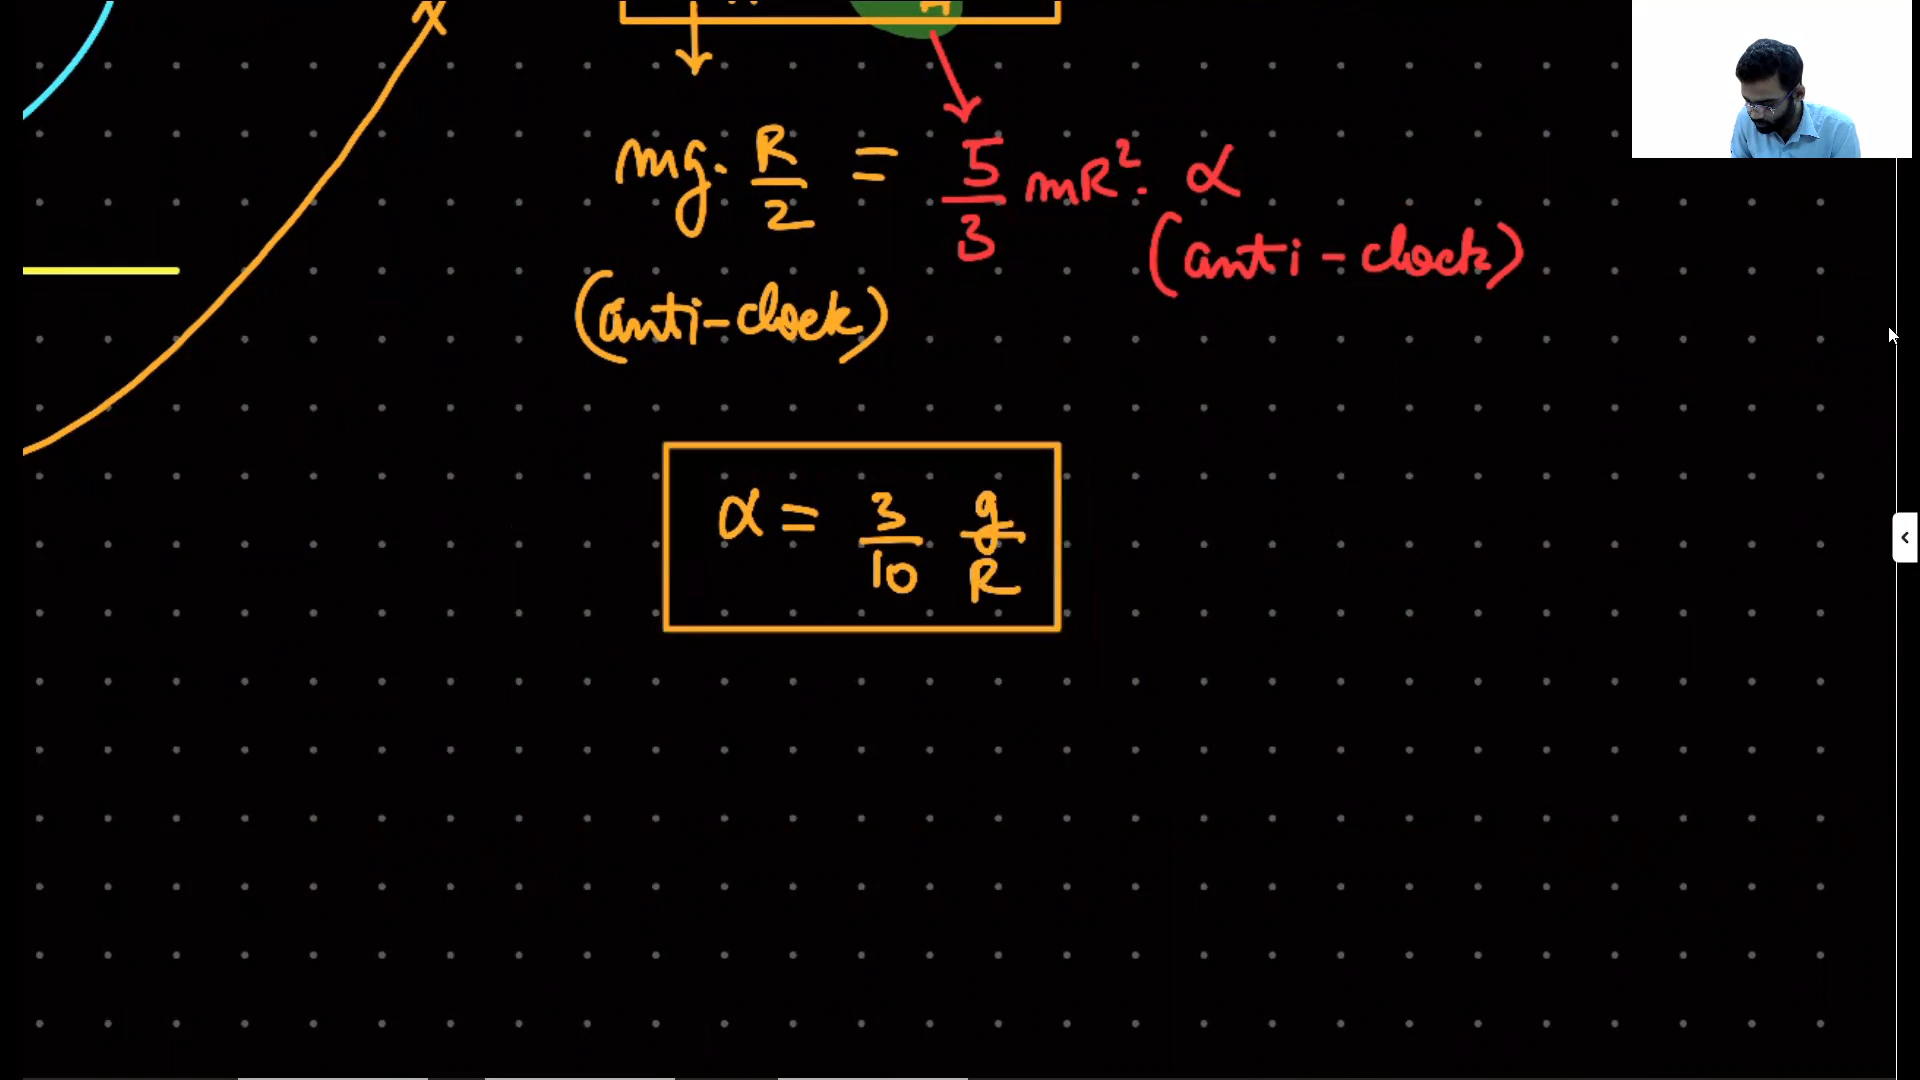 mg. R/2 = 5/3 mR². α
(anti-clock)
(anti-clock)
α = 3/10 g/R